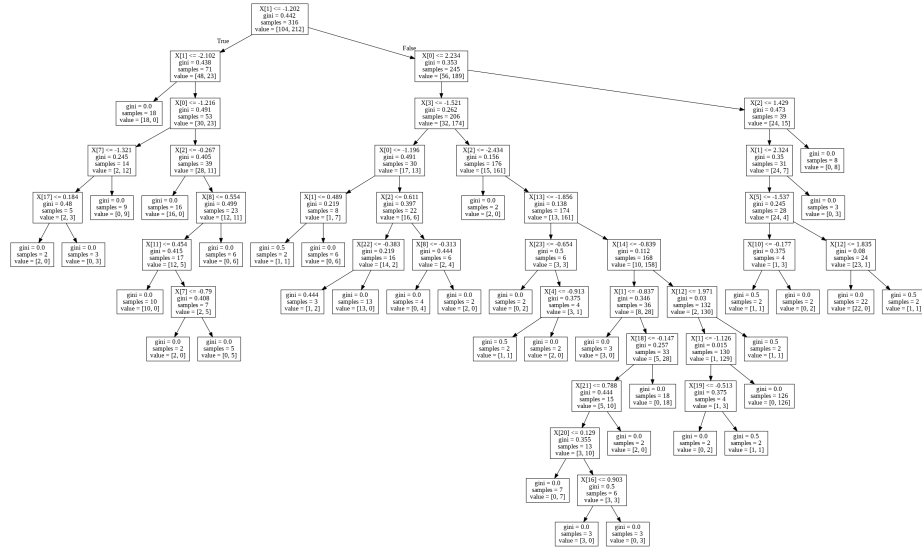 X[1] <= -1.202
gini = 0.442
samples = 316
value = [104, 212]
True
False
X[1] <= -2.102
gini = 0.438
samples = 71
value = [48, 23]
X[0] <= 2.234
gini = 0.353
samples = 245
value = [56, 189]
gini = 0.0
samples = 18
value = [18, 0]
X[0] <= -1.216
gini = 0.491
samples = 53
value = [30, 23]
X[3] <= -1.521
gini = 0.262
samples = 206
value = [32, 174]
X[2] <= 1.429
gini = 0.473
samples = 39
value = [24, 15]
X[7] <= -1.321
gini = 0.245
samples = 14
value = [2, 12]
X[2] <= -0.267
gini = 0.405
samples = 39
value = [28, 11]
X[0] <= -1.196
gini = 0.491
samples = 30
value = [17, 13]
X[2] <= -2.434
gini = 0.156
samples = 176
value = [15, 161]
X[1] <= 2.324
gini = 0.35
samples = 31
value = [24, 7]
gini = 0.0
samples = 8
value = [0, 8]
X[17] <= 0.184
gini = 0.48
samples = 5
value = [2, 3]
gini = 0.0
samples = 9
value = [0, 9]
gini = 0.0
samples = 16
value = [16, 0]
X[8] <= 0.554
gini = 0.499
samples = 23
value = [12, 11]
X[1] <= 0.489
gini = 0.219
samples = 8
value = [1, 7]
X[2] <= 0.611
gini = 0.397
samples = 22
value = [16, 6]
gini = 0.0
samples = 2
value = [2, 0]
X[13] <= -1.856
gini = 0.138
samples = 174
value = [13, 161]
X[5] <= -1.537
gini = 0.245
samples = 28
value = [24, 4]
gini = 0.0
samples = 3
value = [0, 3]
gini = 0.0
samples = 2
value = [2, 0]
gini = 0.0
samples = 3
value = [0, 3]
X[11] <= 0.454
gini = 0.415
samples = 17
value = [12, 5]
gini = 0.0
samples = 6
value = [0, 6]
gini = 0.5
samples = 2
value = [1, 1]
gini = 0.0
samples = 6
value = [0, 6]
X[22] <= -0.383
gini = 0.219
samples = 16
value = [14, 2]
X[8] <= -0.313
gini = 0.444
samples = 6
value = [2, 4]
X[23] <= -0.654
gini = 0.5
samples = 6
value = [3, 3]
X[14] <= -0.839
gini = 0.112
samples = 168
value = [10, 158]
X[10] <= -0.177
gini = 0.375
samples = 4
value = [1, 3]
X[12] <= 1.835
gini = 0.08
samples = 24
value = [23, 1]
gini = 0.0
samples = 10
value = [10, 0]
X[7] <= -0.79
gini = 0.408
samples = 7
value = [2, 5]
gini = 0.444
samples = 3
value = [1, 2]
gini = 0.0
samples = 13
value = [13, 0]
gini = 0.0
samples = 4
value = [0, 4]
gini = 0.0
samples = 2
value = [2, 0]
gini = 0.0
samples = 2
value = [0, 2]
X[4] <= -0.913
gini = 0.375
samples = 4
value = [3, 1]
X[1] <= -0.837
gini = 0.346
samples = 36
value = [8, 28]
X[12] <= 1.971
gini = 0.03
samples = 132
value = [2, 130]
gini = 0.5
samples = 2
value = [1, 1]
gini = 0.0
samples = 2
value = [0, 2]
gini = 0.0
samples = 22
value = [22, 0]
gini = 0.5
samples = 2
value = [1, 1]
gini = 0.0
samples = 2
value = [2, 0]
gini = 0.0
samples = 5
value = [0, 5]
gini = 0.5
samples = 2
value = [1, 1]
gini = 0.0
samples = 2
value = [2, 0]
gini = 0.0
samples = 3
value = [3, 0]
X[18] <= -0.147
gini = 0.257
samples = 33
value = [5, 28]
X[1] <= -1.126
gini = 0.015
samples = 130
value = [1, 129]
gini = 0.5
samples = 2
value = [1, 1]
X[21] <= 0.788
gini = 0.444
samples = 15
value = [5, 10]
gini = 0.0
samples = 18
value = [0, 18]
X[19] <= -0.513
gini = 0.375
samples = 4
value = [1, 3]
gini = 0.0
samples = 126
value = [0, 126]
X[20] <= 0.129
gini = 0.355
samples = 13
value = [3, 10]
gini = 0.0
samples = 2
value = [2, 0]
gini = 0.0
samples = 2
value = [0, 2]
gini = 0.5
samples = 2
value = [1, 1]
gini = 0.0
samples = 7
value = [0, 7]
X[16] <= 0.903
gini = 0.5
samples = 6
value = [3, 3]
gini = 0.0
samples = 3
value = [3, 0]
gini = 0.0
samples = 3
value = [0, 3]